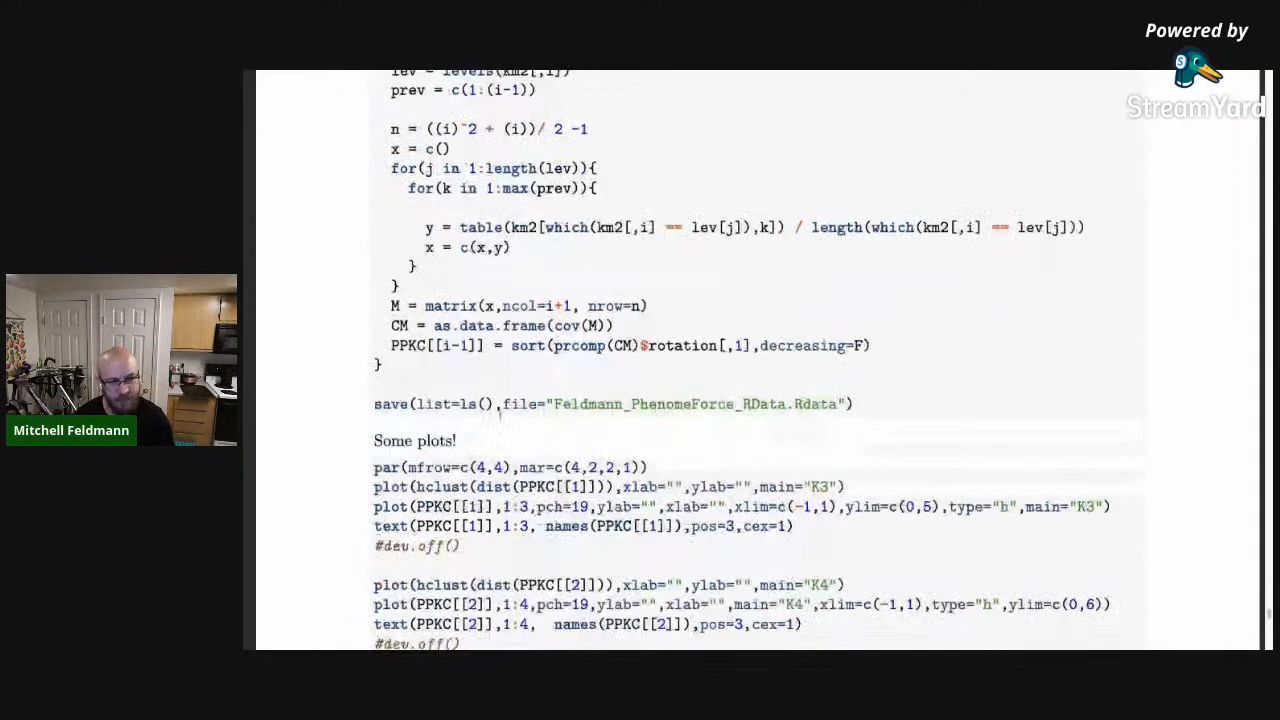 Powered by
StreamYard
lev = levels(km2[,i])
prev = c(1:(i-1))
n = ((i)^2 + (i))/ 2 -1
x = c()
for(j in 1:length(lev)){
for(k in 1:max(prev)){
y = table(km2[which(km2[,i] == lev[j]),k]) / length(which(km2[,i] == lev[j]))
x = c(x,y)
}
}
M = matrix(x,ncol=i+1, nrow=n)
CM = as.data.frame(cov(M))
PPKC[[i-1]] = sort(prcomp(CM)$rotation[,1],decreasing=F)
}
save(list=ls(),file="Feldmann_PhenomeForce_RData.Rdata")
Some plots!
par(mfrow=c(4,4),mar=c(4,2,2,1))
plot(hclust(dist(PPKC[[1]])),xlab="",ylab="",main="K3")
plot(PPKC[[1]],1:3,pch=19,ylab="",xlab="",xlim=c(-1,1),ylim=c(0,5),type="h",main="K3")
text(PPKC[[1]],1:3, names(PPKC[[1]]),pos=3,cex=1)
#dev.off()
plot(hclust(dist(PPKC[[2]])),xlab="",ylab="",main="K4")
plot(PPKC[[2]],1:4,pch=19,ylab="",xlab="",main="K4",xlim=c(-1,1),type="h",ylim=c(0,6))
text(PPKC[[2]],1:4,  names(PPKC[[2]]),pos=3,cex=1)
#dev.off()
Mitchell Feldmann